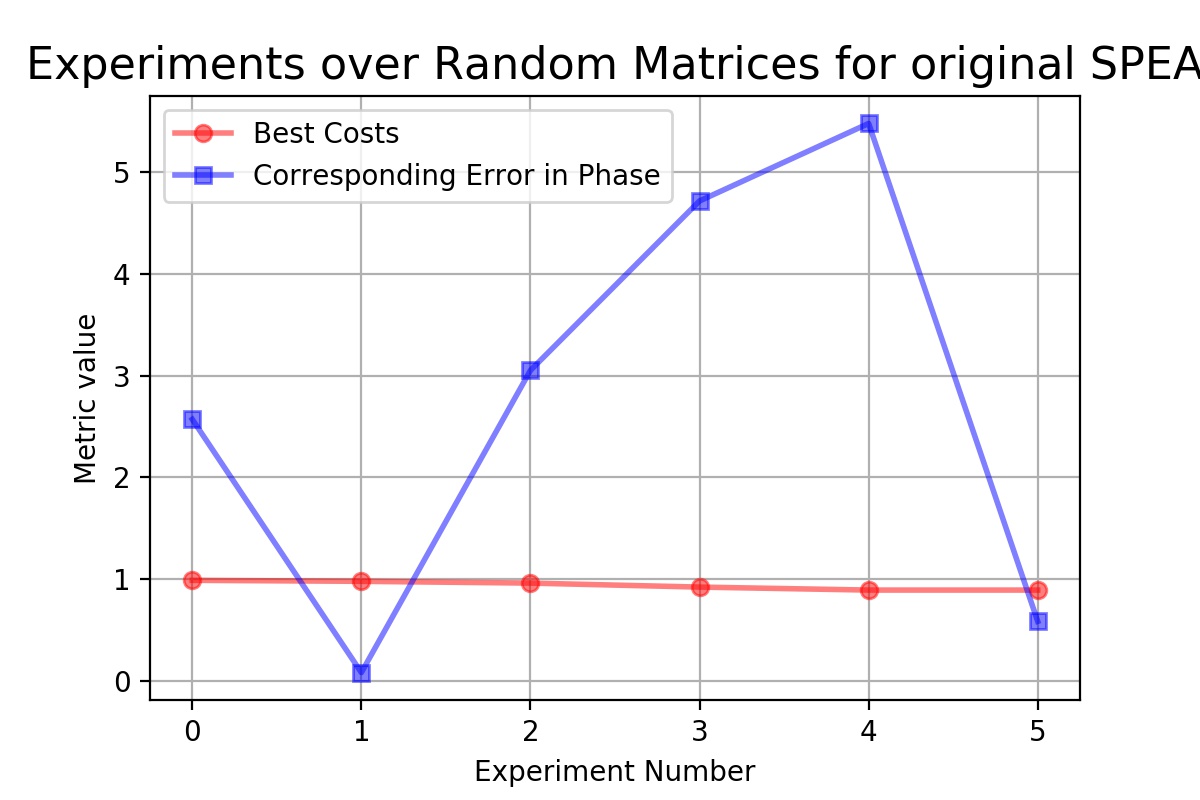 Experiments over Random Matrices for original SPEA
Best Costs
Corresponding Error in Phase
5
4
3
2
1
0
Metric value
0 1 2 3 4 5
Experiment Number